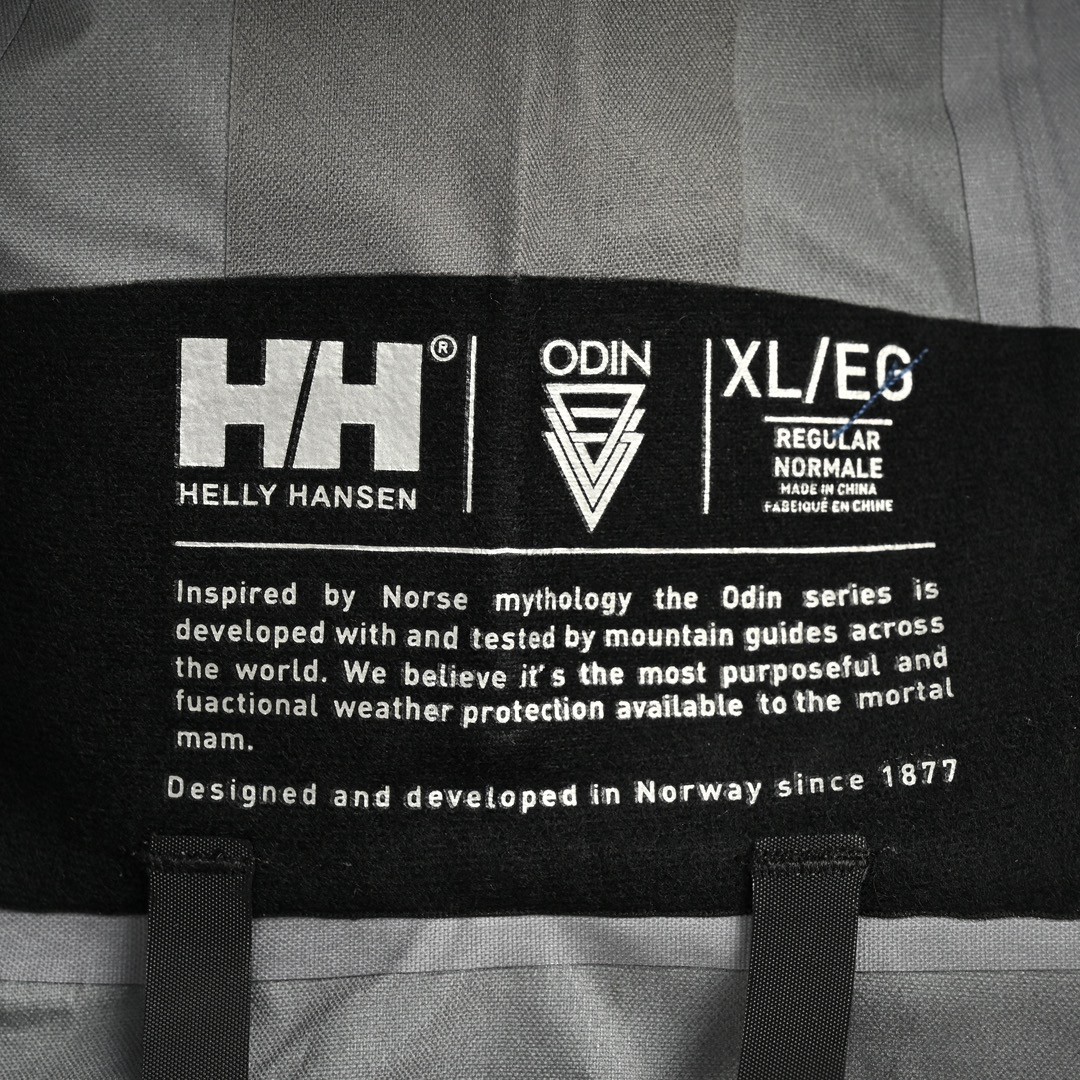 HH®
HELLY HANSEN
ODIN
XL/EG
REGULAR
NORMALE
MADE IN CHINA
FABEIQUÉ EN CHINE
Inspired by Norse mythology the Odin series is
developed with and tested by mountain guides across
the world. We believe it's the most purposeful and
fuactional weather protection available to the mortal
mam.
Designed and developed in Norway since 1877